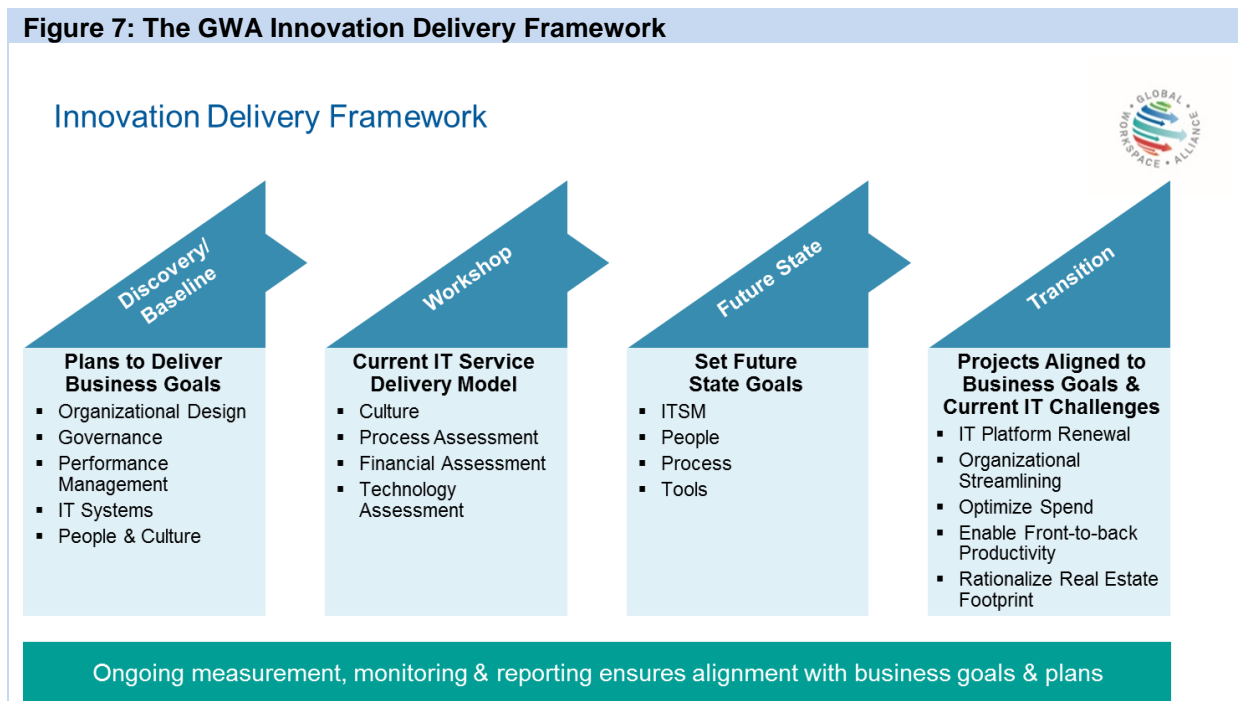 Figure 7: The GWA Innovation Delivery Framework
Innovation Delivery Framework
GLOBAL WORKSPACE ALLIANCE
Discovery/
Baseline
Plans to Deliver
Business Goals
▪ Organizational Design
▪ Governance
▪ Performance
Management
▪ IT Systems
▪ People & Culture
Workshop
Current IT Service
Delivery Model
▪ Culture
▪ Process Assessment
▪ Financial Assessment
▪ Technology
Assessment
Future State
Set Future
State Goals
▪ ITSM
▪ People
▪ Process
▪ Tools
Transition
Projects Aligned to
Business Goals &
Current IT Challenges
▪ IT Platform Renewal
▪ Organizational
Streamlining
▪ Optimize Spend
▪ Enable Front-to-back
Productivity
▪ Rationalize Real Estate
Footprint
Ongoing measurement, monitoring & reporting ensures alignment with business goals & plans